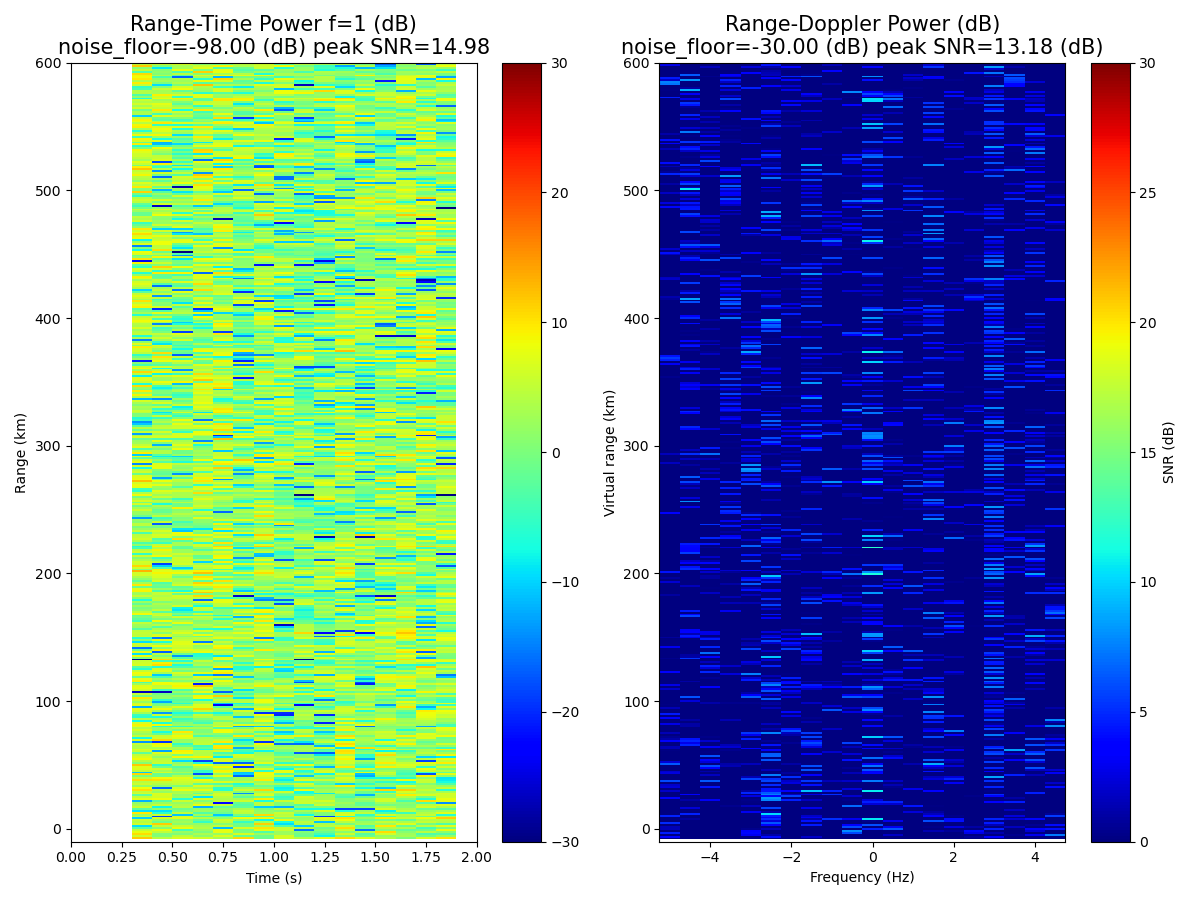 Range-Time Power f=1 (dB)
noise_floor=-98.00 (dB) peak SNR=14.98
600
500
400
300
200
100
0
Range (km)
0.00 0.25 0.50 0.75 1.00 1.25 1.50 1.75 2.00
Time (s)
30
20
10
0
−10
−20
−30
Range-Doppler Power (dB)
noise_floor=-30.00 (dB) peak SNR=13.18 (dB)
600
500
400
300
200
100
0
Virtual range (km)
−4 −2 0 2 4
Frequency (Hz)
30
25
20
15
10
5
0
SNR (dB)